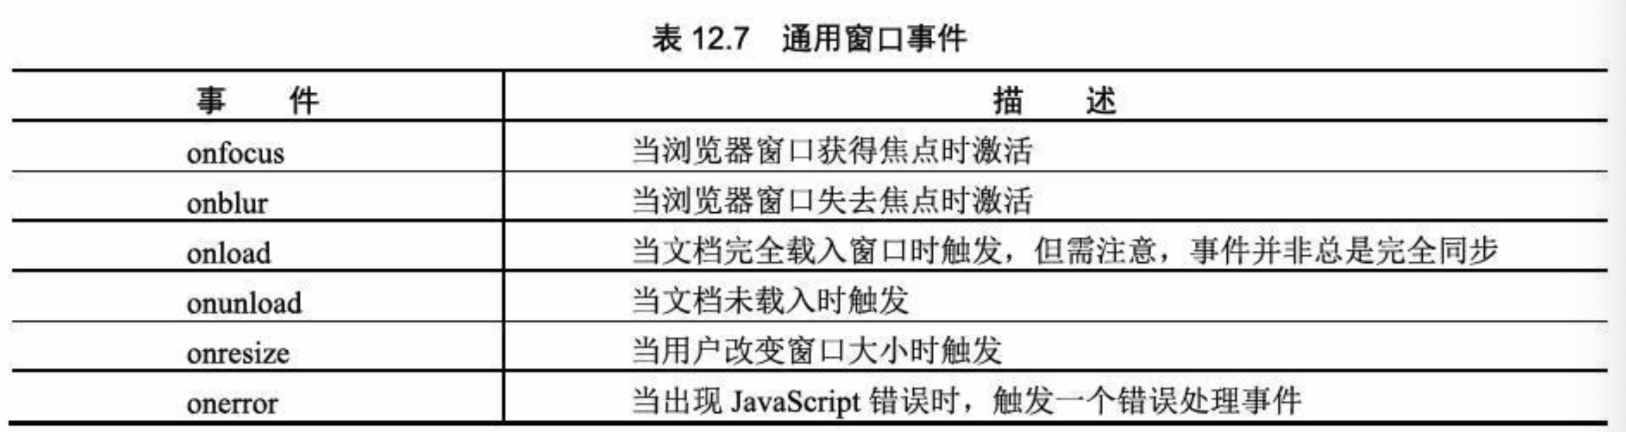 表 12.7 通用窗口事件
事 件 描 述
onfocus 当浏览器窗口获得焦点时激活
onblur 当浏览器窗口失去焦点时激活
onload 当文档完全载入窗口时触发，但需注意，事件并非总是完全同步
onunload 当文档未载入时触发
onresize 当用户改变窗口大小时触发
onerror 当出现 JavaScript 错误时，触发一个错误处理事件